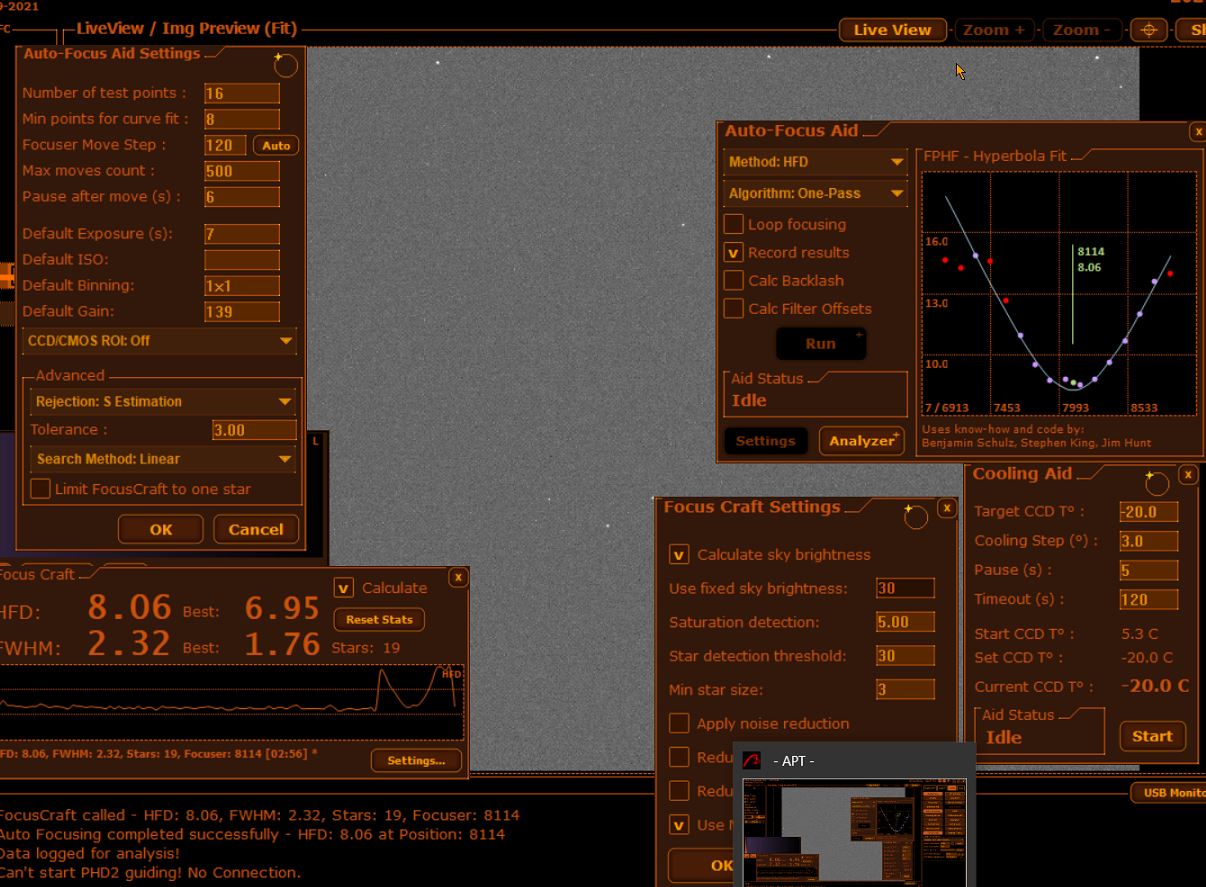 9-2021
FC
LiveView / Img Preview (Fit)
Live View
Zoom +
Zoom -
Auto-Focus Aid Settings
Number of test points : 16
Min points for curve fit : 8
Focuser Move Step : 120 Auto
Max moves count : 500
Pause after move (s) : 6
Default Exposure (s): 7
Default ISO:
Default Binning: 1×1
Default Gain: 139
CCD/CMOS ROI: Off
Advanced
Rejection: S Estimation
Tolerance : 3.00
Search Method: Linear
Limit FocusCraft to one star
OK Cancel
L
Auto-Focus Aid x
Method: HFD
Algorithm: One-Pass
Loop focusing
v Record results
Calc Backlash
Calc Filter Offsets
Run +
Aid Status
Idle
Settings Analyzer+
FPHF - Hyperbola Fit
8114
8.06
16.0
13.0
10.0
7 / 6913 7453 7993 8533
Uses know-how and code by:
Benjamin Schulz, Stephen King, Jim Hunt
Focus Craft x
v Calculate
HFD: 8.06 Best: 6.95 Reset Stats
FWHM: 2.32 Best: 1.76 Stars: 19
HFD
FD: 8.06, FWHM: 2.32, Stars: 19, Focuser: 8114 [02:56] *
Settings...
Focus Craft Settings x
v Calculate sky brightness
Use fixed sky brightness: 30
Saturation detection: 5.00
Star detection threshold: 30
Min star size: 3
Apply noise reduction
Redu
Redu
v Use
OK
- APT -
Cooling Aid x
Target CCD T° : -20.0
Cooling Step (°) : 3.0
Pause (s) : 5
Timeout (s) : 120
Start CCD T° : 5.3 C
Set CCD T° : -20.0 C
Current CCD T° : -20.0 C
Aid Status
Idle
Start
USB Monito
FocusCraft called - HFD: 8.06, FWHM: 2.32, Stars: 19, Focuser: 8114
Auto Focusing completed successfully - HFD: 8.06 at Position: 8114
Data logged for analysis!
Can't start PHD2 guiding! No Connection.